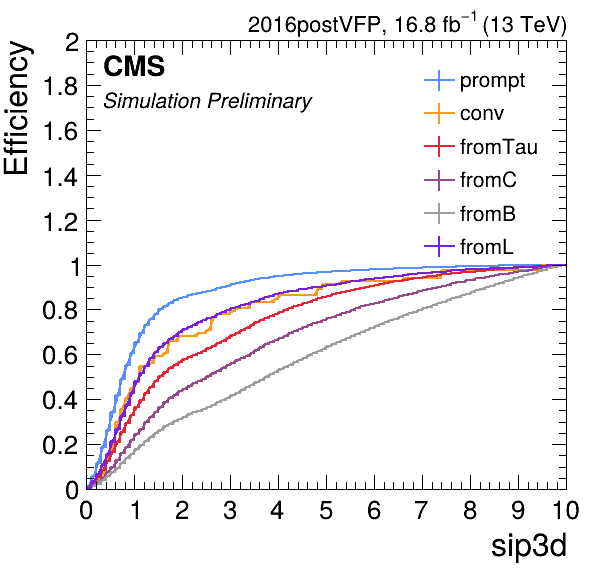 2016postVFP, 16.8 fb⁻¹ (13 TeV)
CMS
Simulation Preliminary
Efficiency
2
1.8
1.6
1.4
1.2
1
0.8
0.6
0.4
0.2
0
prompt
conv
fromTau
fromC
fromB
fromL
0 1 2 3 4 5 6 7 8 9 10
sip3d